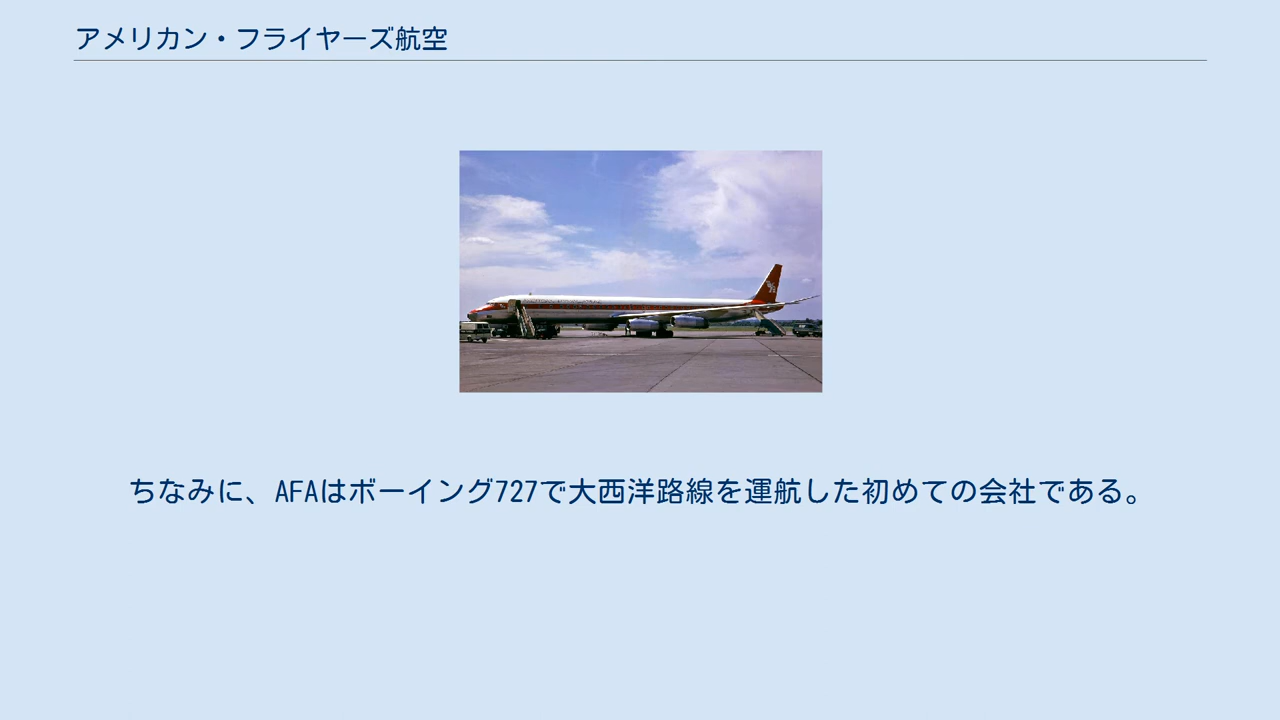 アメリカン・フライヤーズ航空
ちなみに、AFAはボーイング727で大西洋路線を運航した初めての会社である。